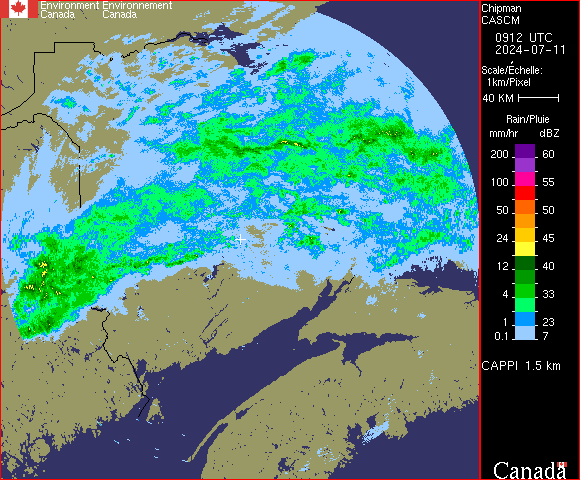 Environment Environnement
Canada Canada
Chipman
CASCM
0912 UTC
2024-07-11
Scale/Échelle:
1km/Pixel
40 KM
Rain/Pluie
mm/hr dBZ
200 60
100 55
50 50
24 45
12 40
4 33
1 23
0.1 7
CAPPI 1.5 km
Canada